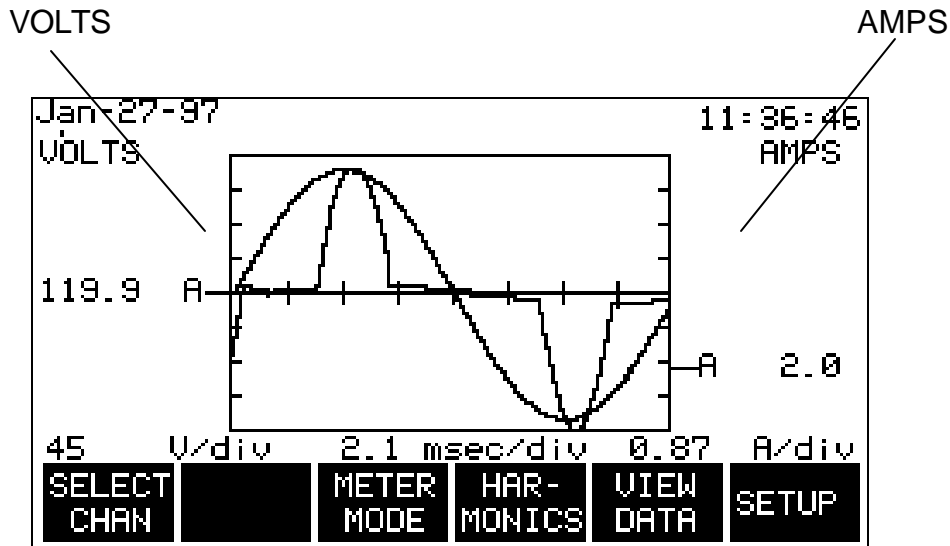 VOLTS AMPS
Jan-27-97 11:36:46
VOLTS AMPS
119.9 A A 2.0
45 V/div 2.1 msec/div 0.87 A/div
SELECT CHAN
METER MODE
HAR-
MONICS
VIEW DATA
SETUP